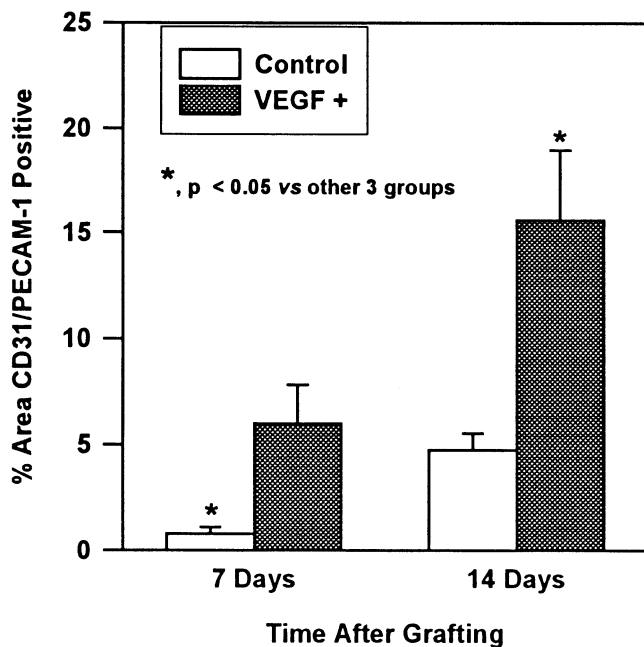 % Area CD31/PECAM-1 Positive
25
20
15
10
5
0
Control
VEGF +
*, p < 0.05 vs other 3 groups
*
*
7 Days
14 Days
Time After Grafting